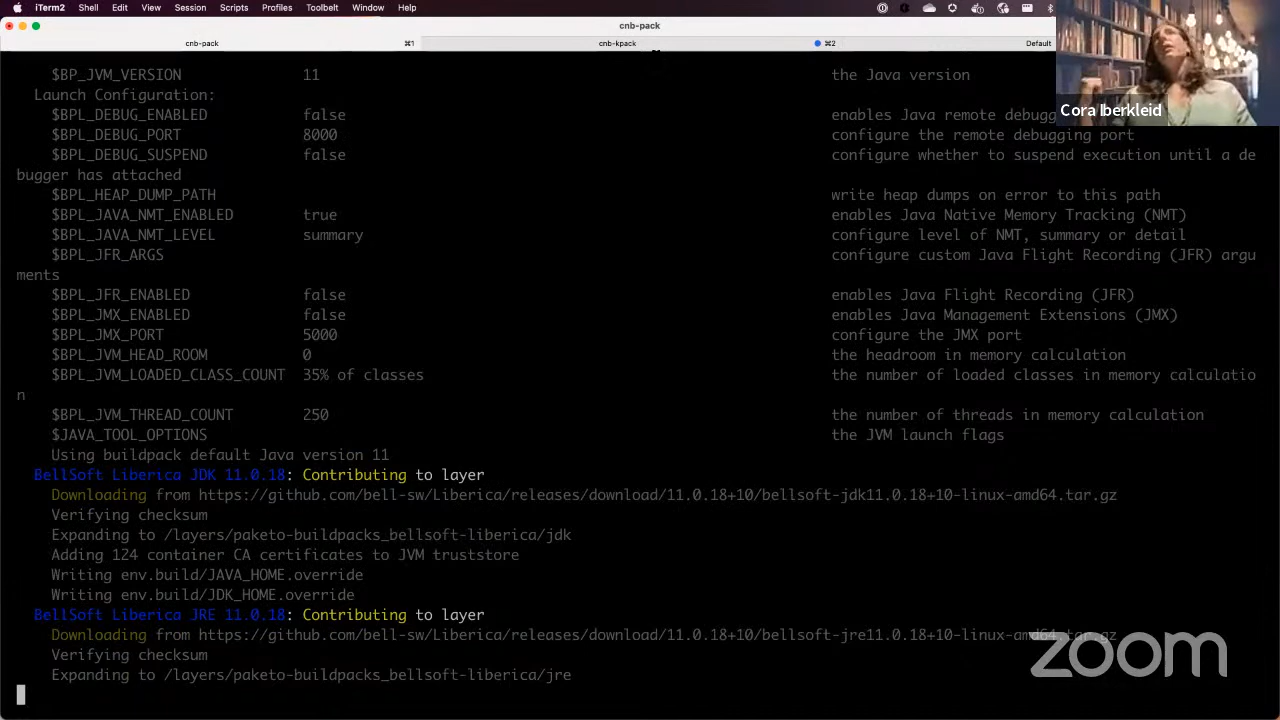 iTerm2 Shell Edit View Session Scripts Profiles Toolbelt Window Help
cnb-pack
cnb-pack ⌘1 cnb-kpack ⌘2 Default
$BP_JVM_VERSION 11 the Java version
Launch Configuration:
$BPL_DEBUG_ENABLED false enables Java remote debugg
Cora Iberkleid
$BPL_DEBUG_PORT 8000 configure the remote debugging port
$BPL_DEBUG_SUSPEND false configure whether to suspend execution until a de
bugger has attached
$BPL_HEAP_DUMP_PATH write heap dumps on error to this path
$BPL_JAVA_NMT_ENABLED true enables Java Native Memory Tracking (NMT)
$BPL_JAVA_NMT_LEVEL summary configure level of NMT, summary or detail
$BPL_JFR_ARGS configure custom Java Flight Recording (JFR) argu
ments
$BPL_JFR_ENABLED false enables Java Flight Recording (JFR)
$BPL_JMX_ENABLED false enables Java Management Extensions (JMX)
$BPL_JMX_PORT 5000 configure the JMX port
$BPL_JVM_HEAD_ROOM 0 the headroom in memory calculation
$BPL_JVM_LOADED_CLASS_COUNT 35% of classes the number of loaded classes in memory calculatio
n
$BPL_JVM_THREAD_COUNT 250 the number of threads in memory calculation
$JAVA_TOOL_OPTIONS the JVM launch flags
Using buildpack default Java version 11
BellSoft Liberica JDK 11.0.18: Contributing to layer
Downloading from https://github.com/bell-sw/Liberica/releases/download/11.0.18+10/bellsoft-jdk11.0.18+10-linux-amd64.tar.gz
Verifying checksum
Expanding to /layers/paketo-buildpacks_bellsoft-liberica/jdk
Adding 124 container CA certificates to JVM truststore
Writing env.build/JAVA_HOME.override
Writing env.build/JDK_HOME.override
BellSoft Liberica JRE 11.0.18: Contributing to layer
Downloading from https://github.com/bell-sw/Liberica/releases/download/11.0.18+10/bellsoft-jre11.0.18+10-linux-amd64.tar.gz
Verifying checksum
Expanding to /layers/paketo-buildpacks_bellsoft-liberica/jre
zoom